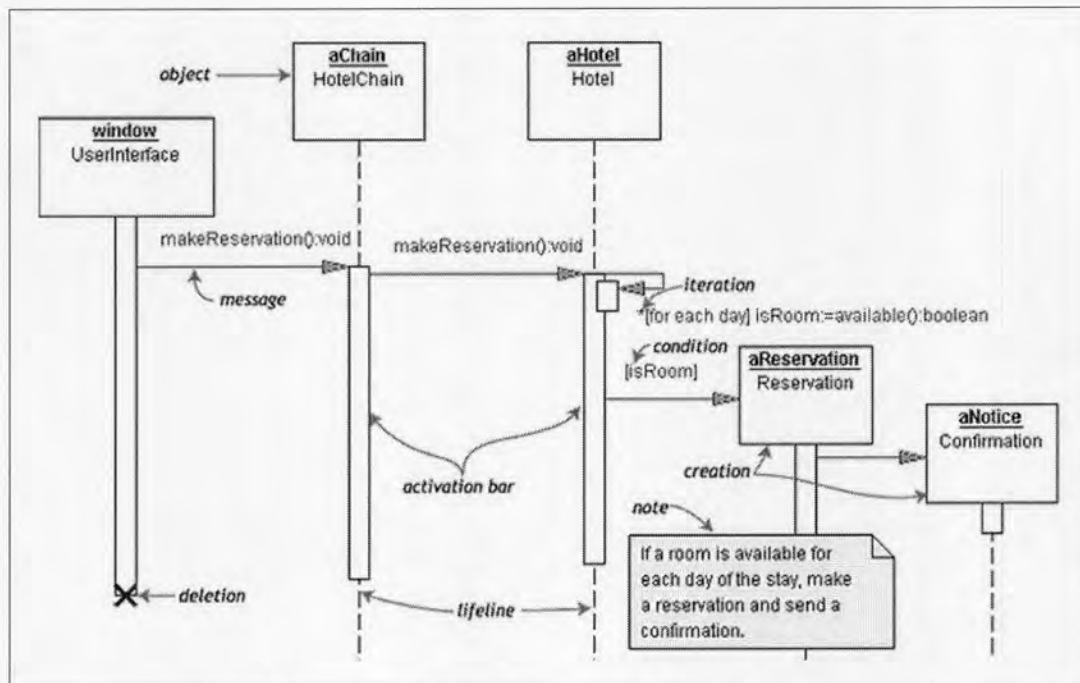 aChain
HotelChain
aHotel
Hotel
object
window
UserInterface
makeReservation():void
makeReservation():void
message
iteration
*[for each day] isRoom:=available():boolean
condition
[isRoom]
aReservation
Reservation
aNotice
Confirmation
activation bar
creation
note
If a room is available for
each day of the stay, make
a reservation and send a
confirmation.
deletion
lifeline